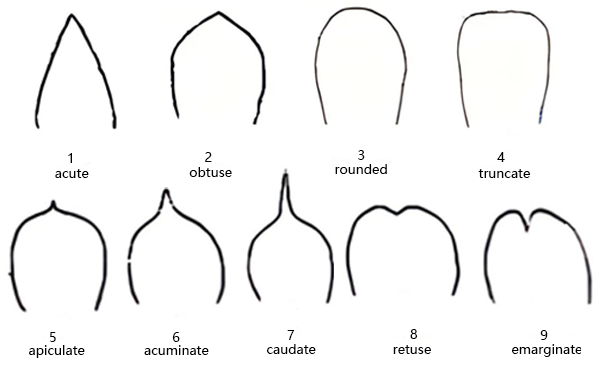 1
acute
2
obtuse
3
rounded
4
truncate
5
apiculate
6
acuminate
7
caudate
8
retuse
9
emarginate